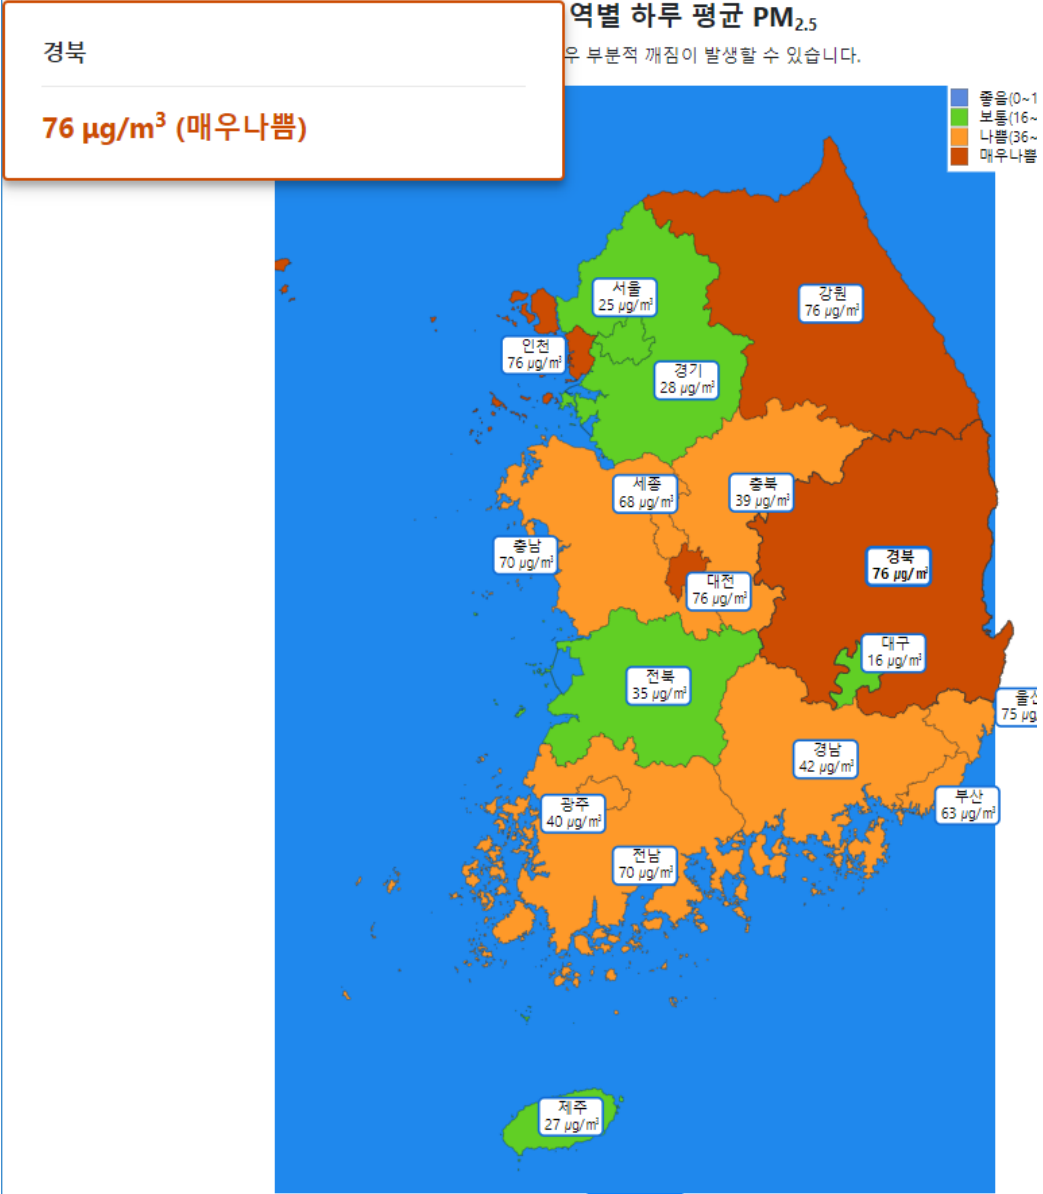 경북
76 μg/m³ (매우나쁨)
역별 하루 평균 PM₂.₅
우 부분적 깨짐이 발생할 수 있습니다.
좋음(0~1
보통(16~
나쁨(36~
매우나쁨
서울
25 μg/m³
강원
76 μg/m³
인천
76 μg/m³
경기
28 μg/m³
세종
68 μg/m³
충북
39 μg/m³
충남
70 μg/m³
경북
76 μg/m³
대전
76 μg/m³
대구
16 μg/m³
전북
35 μg/m³
울산
75 μg/
경남
42 μg/m³
부산
63 μg/m³
광주
40 μg/m³
전남
70 μg/m³
제주
27 μg/m³